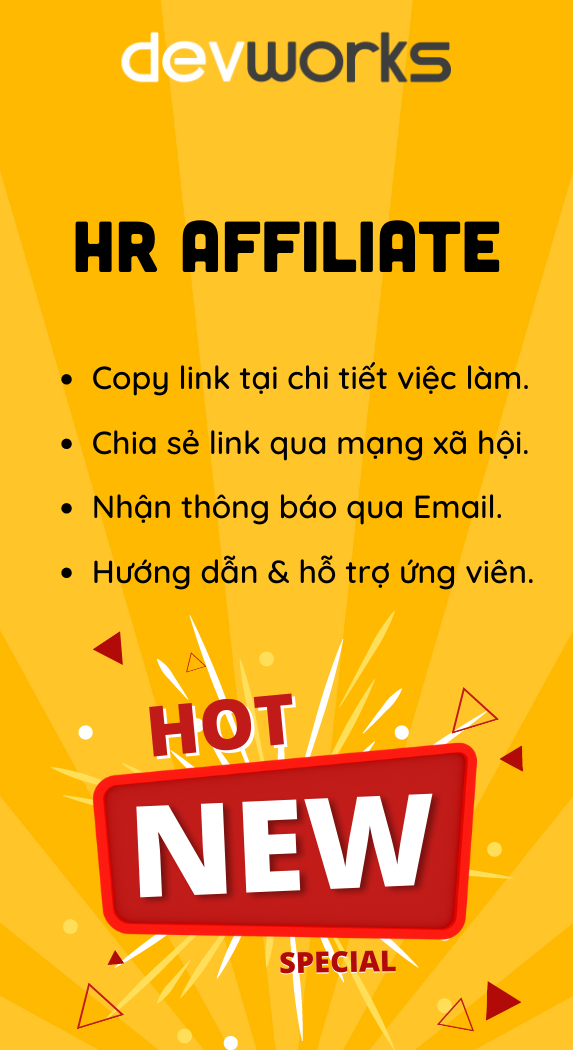 devworks
HR AFFILIATE
• Copy link tại chi tiết việc làm.
• Chia sẻ link qua mạng xã hội.
• Nhận thông báo qua Email.
• Hướng dẫn & hỗ trợ ứng viên.
HOT
NEW
SPECIAL